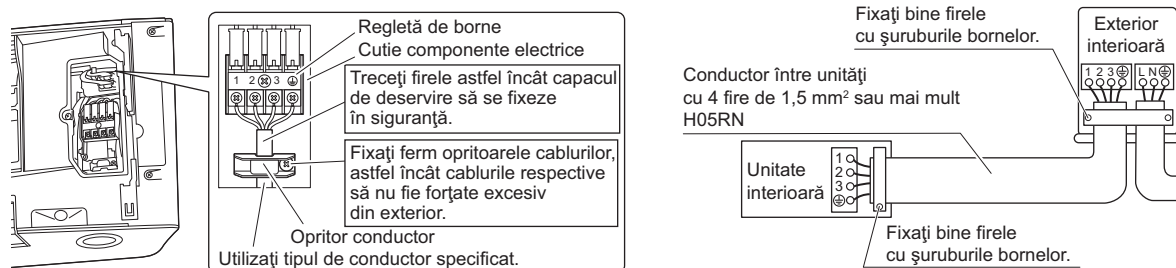 Regletă de borne
Cutie componente electrice
1 2 3
Treceţi firele astfel încât capacul
de deservire să se fixeze
în siguranţă.
Fixaţi ferm opritoarele cablurilor,
astfel încât cablurile respective
să nu fie forţate excesiv
din exterior.
Opritor conductor
Utilizaţi tipul de conductor specificat.
Fixaţi bine firele
cu şuruburile bornelor.
Exterior
interioară
1 2 3
L N
Conductor între unităţi
cu 4 fire de 1,5 mm² sau mai mult
H05RN
Unitate
interioară
1
2
3
Fixaţi bine firele
cu şuruburile bornelor.